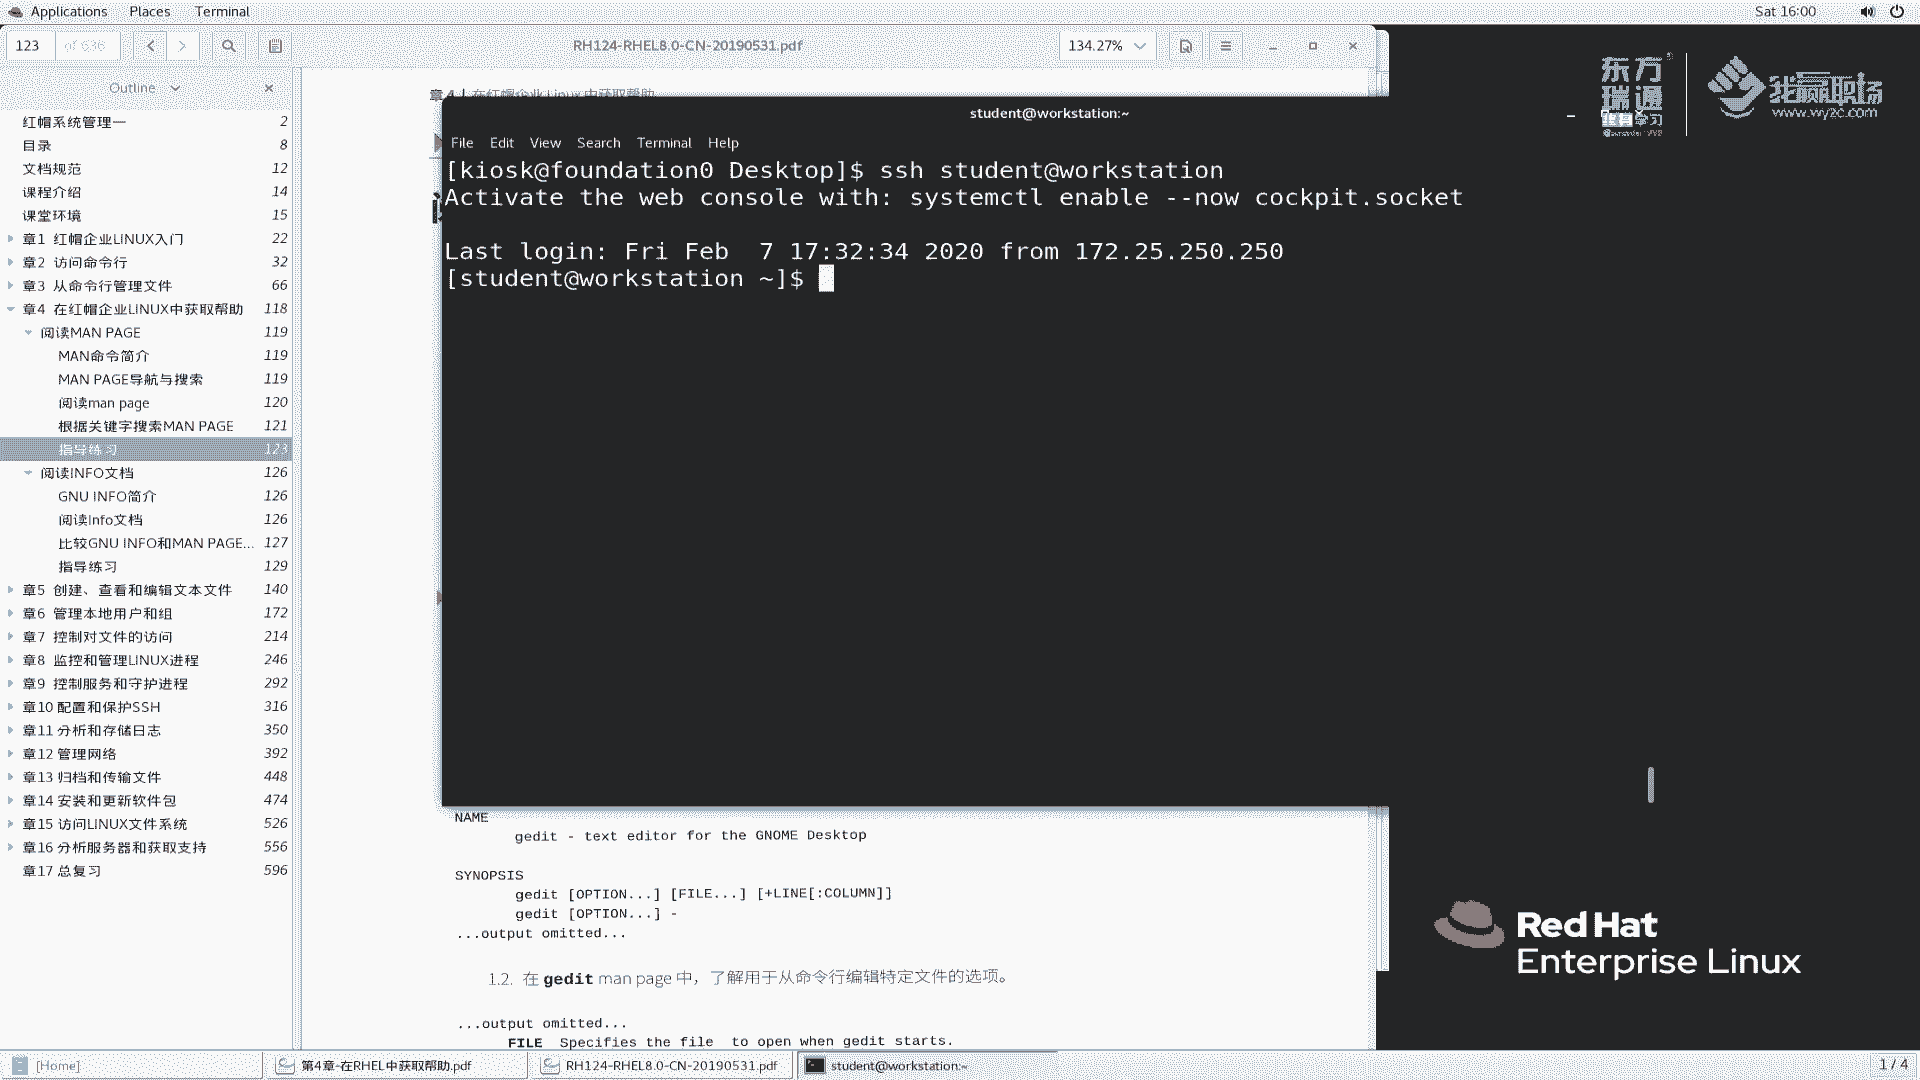 Applications Places Terminal Sat 16:00
123 of 636 RH124-RHEL8.0-CN-20190531.pdf 134.27%
Outline
红帽系统管理一 2
目录 8
文档规范 12
课程介绍 14
课堂环境 15
章1 红帽企业LINUX入门 22
章2 访问命令行 32
章3 从命令行管理文件 66
章4 在红帽企业LINUX中获取帮助 118
阅读MAN PAGE 119
MAN命令简介 119
MAN PAGE导航与搜索 119
阅读man page 120
根据关键字搜索MAN PAGE 121
指导练习 123
阅读INFO文档 126
GNU INFO简介 126
阅读Info文档 126
比较GNU INFO和MAN PAGE... 127
指导练习 129
章5 创建、查看和编辑文本文件 140
章6 管理本地用户和组 172
章7 控制对文件的访问 214
章8 监控和管理LINUX进程 246
章9 控制服务和守护进程 292
章10 配置和保护SSH 316
章11 分析和存储日志 350
章12 管理网络 392
章13 归档和传输文件 448
章14 安装和更新软件包 474
章15 访问LINUX文件系统 526
章16 分析服务器和获取支持 556
章17 总复习 596
章 4 | 在红帽企业 Linux 中获取帮助
student@workstation:~
File Edit View Search Terminal Help
[kiosk@foundation0 Desktop]$ ssh student@workstation
Activate the web console with: systemctl enable --now cockpit.socket
Last login: Fri Feb  7 17:32:34 2020 from 172.25.250.250
[student@workstation ~]$
NAME
gedit - text editor for the GNOME Desktop
SYNOPSIS
gedit [OPTION...] [FILE...] [+LINE[:COLUMN]]
gedit [OPTION...] -
...output omitted...
1.2. 在 gedit man page 中，了解用于从命令行编辑特定文件的选项。
...output omitted...
FILE Specifies the file to open when gedit starts.
东方
瑞通
终身学习
我赢职场
www.wy2c.com
Red Hat
Enterprise Linux
[Home] 第4章-在RHEL中获取帮助.pdf RH124-RHEL8.0-CN-20190531.pdf student@workstation:~ 1 / 4